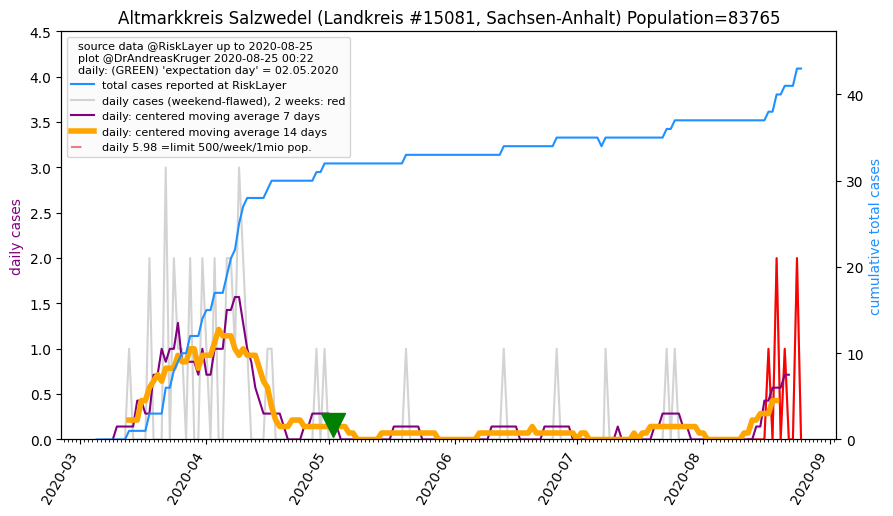 Altmarkkreis Salzwedel (Landkreis #15081, Sachsen-Anhalt) Population=83765
source data @RiskLayer up to 2020-08-25
plot @DrAndreasKruger 2020-08-25 00:22
daily: (GREEN) 'expectation day' = 02.05.2020
total cases reported at RiskLayer
daily cases (weekend-flawed), 2 weeks: red
daily: centered moving average 7 days
daily: centered moving average 14 days
daily 5.98 =limit 500/week/1mio pop.
daily cases
4.5
4.0
3.5
3.0
2.5
2.0
1.5
1.0
0.5
0.0
cumulative total cases
40
30
20
10
0
2020-03
2020-04
2020-05
2020-06
2020-07
2020-08
2020-09